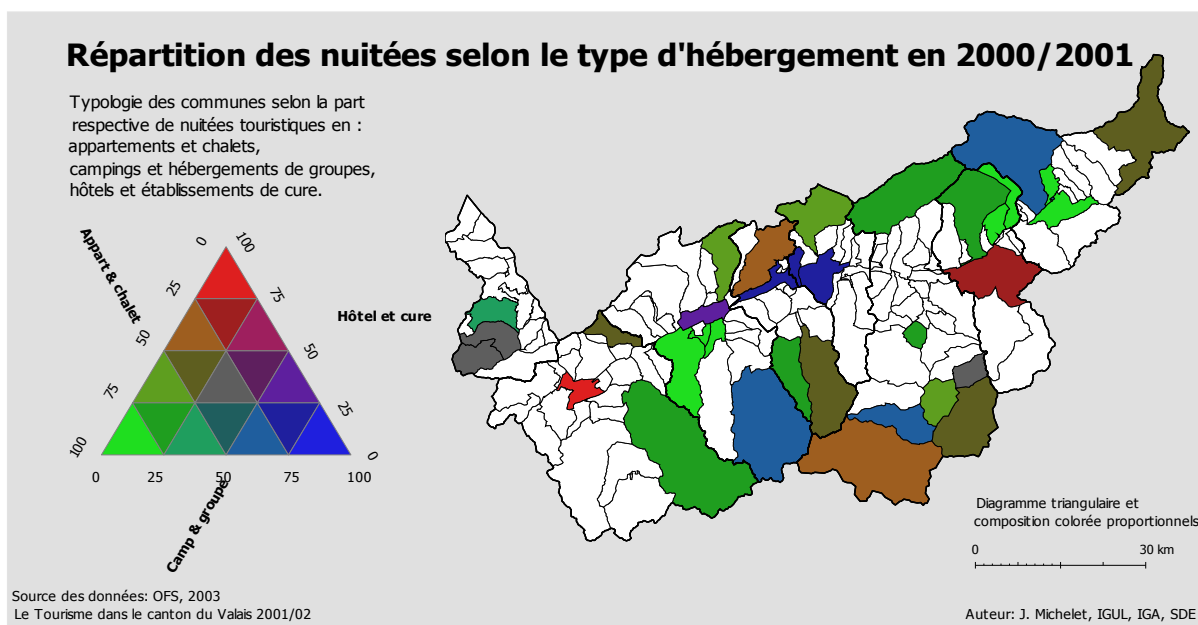 Répartition des nuitées selon le type d'hébergement en 2000/2001
Typologie des communes selon la part
respective de nuitées touristiques en :
appartements et chalets,
campings et hébergements de groupes,
hôtels et établissements de cure.
Appart & chalet
0
25
50
75
100
Hôtel et cure
100
75
50
25
0
0
25
50
75
100
Camp & groupe
Diagramme triangulaire et
composition colorée proportionnels
0
30 km
Source des données: OFS, 2003
Le Tourisme dans le canton du Valais 2001/02
Auteur: J. Michelet, IGUL, IGA, SDE